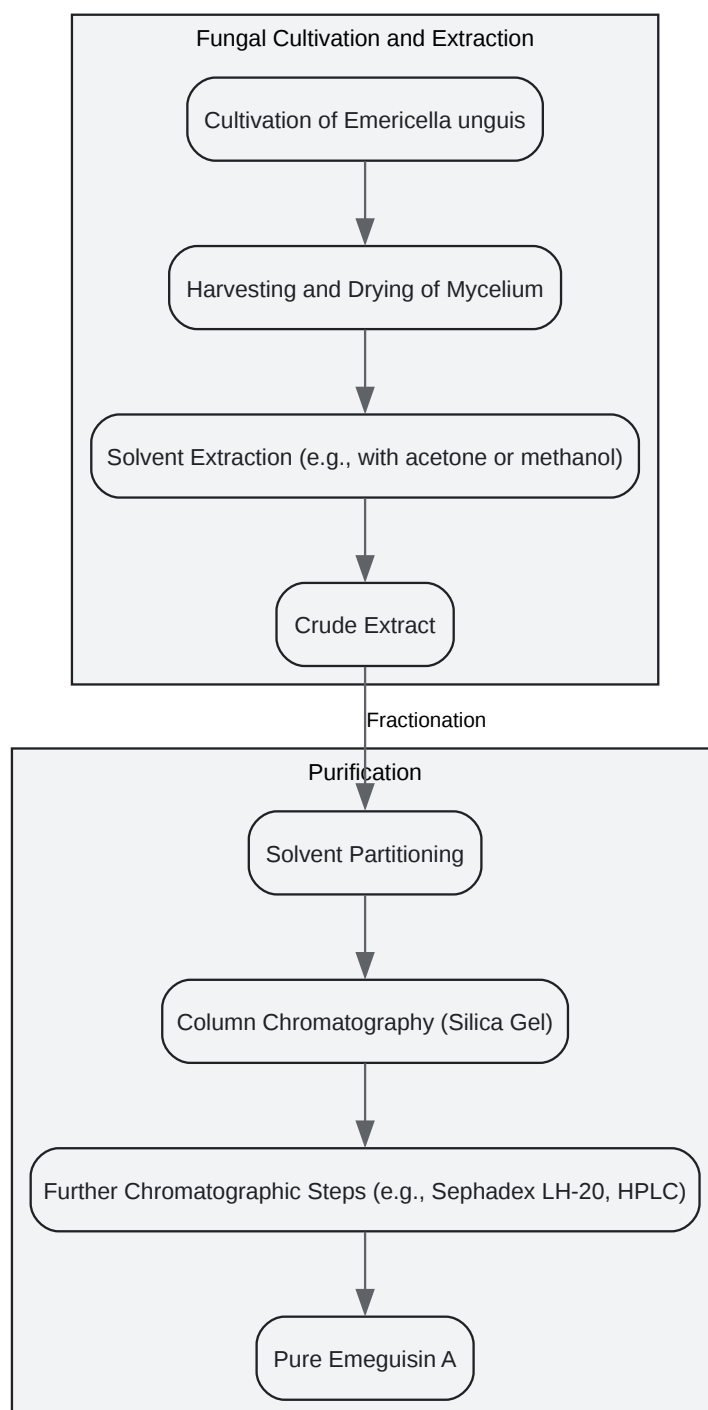 Fungal Cultivation and Extraction
Cultivation of Emericella unguis
Harvesting and Drying of Mycelium
Solvent Extraction (e.g., with acetone or methanol)
Crude Extract
Fractionation
Purification
Solvent Partitioning
Column Chromatography (Silica Gel)
Further Chromatographic Steps (e.g., Sephadex LH-20, HPLC)
Pure Emeguisin A